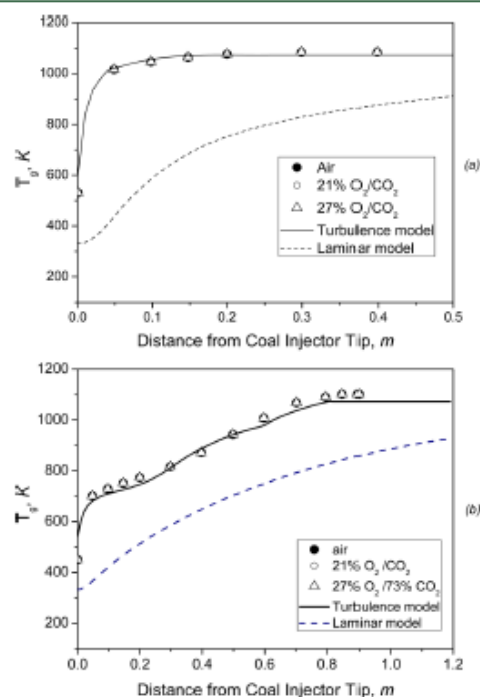 1200
1000
800
600
400
200
T_g, K
0.0 0.1 0.2 0.3 0.4 0.5
Distance from Coal Injector Tip, m
Air
21% O₂/CO₂
27% O₂/CO₂
Turbulence model
Laminar model
(a)
1200
1000
800
600
400
200
T_g, K
0.0 0.2 0.4 0.6 0.8 1.0 1.2
Distance from Coal Injector Tip, m
air
21% O₂ /CO₂
27% O₂ /73% CO₂
Turbulence model
Laminar model
(b)